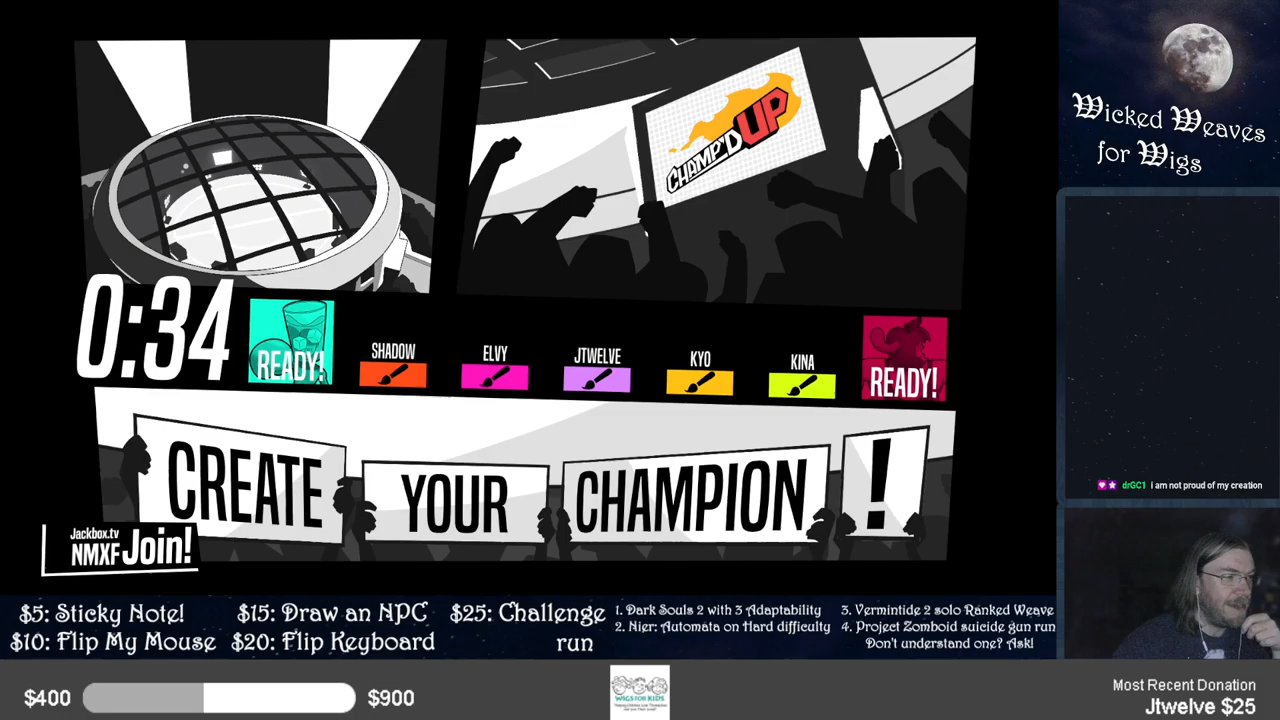 CHAMP'D UP
0:34
READY!
SHADOW
ELVY
JTWELVE
KYO
KINA
READY!
CREATE
YOUR
CHAMPION
!
Jackbox.tv
NMXF Join!
Wicked Weaves
for Wigs
drGC1 i am not proud of my creation
$5: Sticky Note!
$10: Flip My Mouse
$15: Draw an NPC
$20: Flip Keyboard
$25: Challenge
run
1. Dark Souls 2 with 3 Adaptability
2. Nier: Automata on Hard difficulty
3. Vermintide 2 solo Ranked Weave
4. Project Zomboid suicide gun run
Don't understand one? Ask!
$400
$900
WIGS FOR KIDS
Most Recent Donation
Jtwelve $25